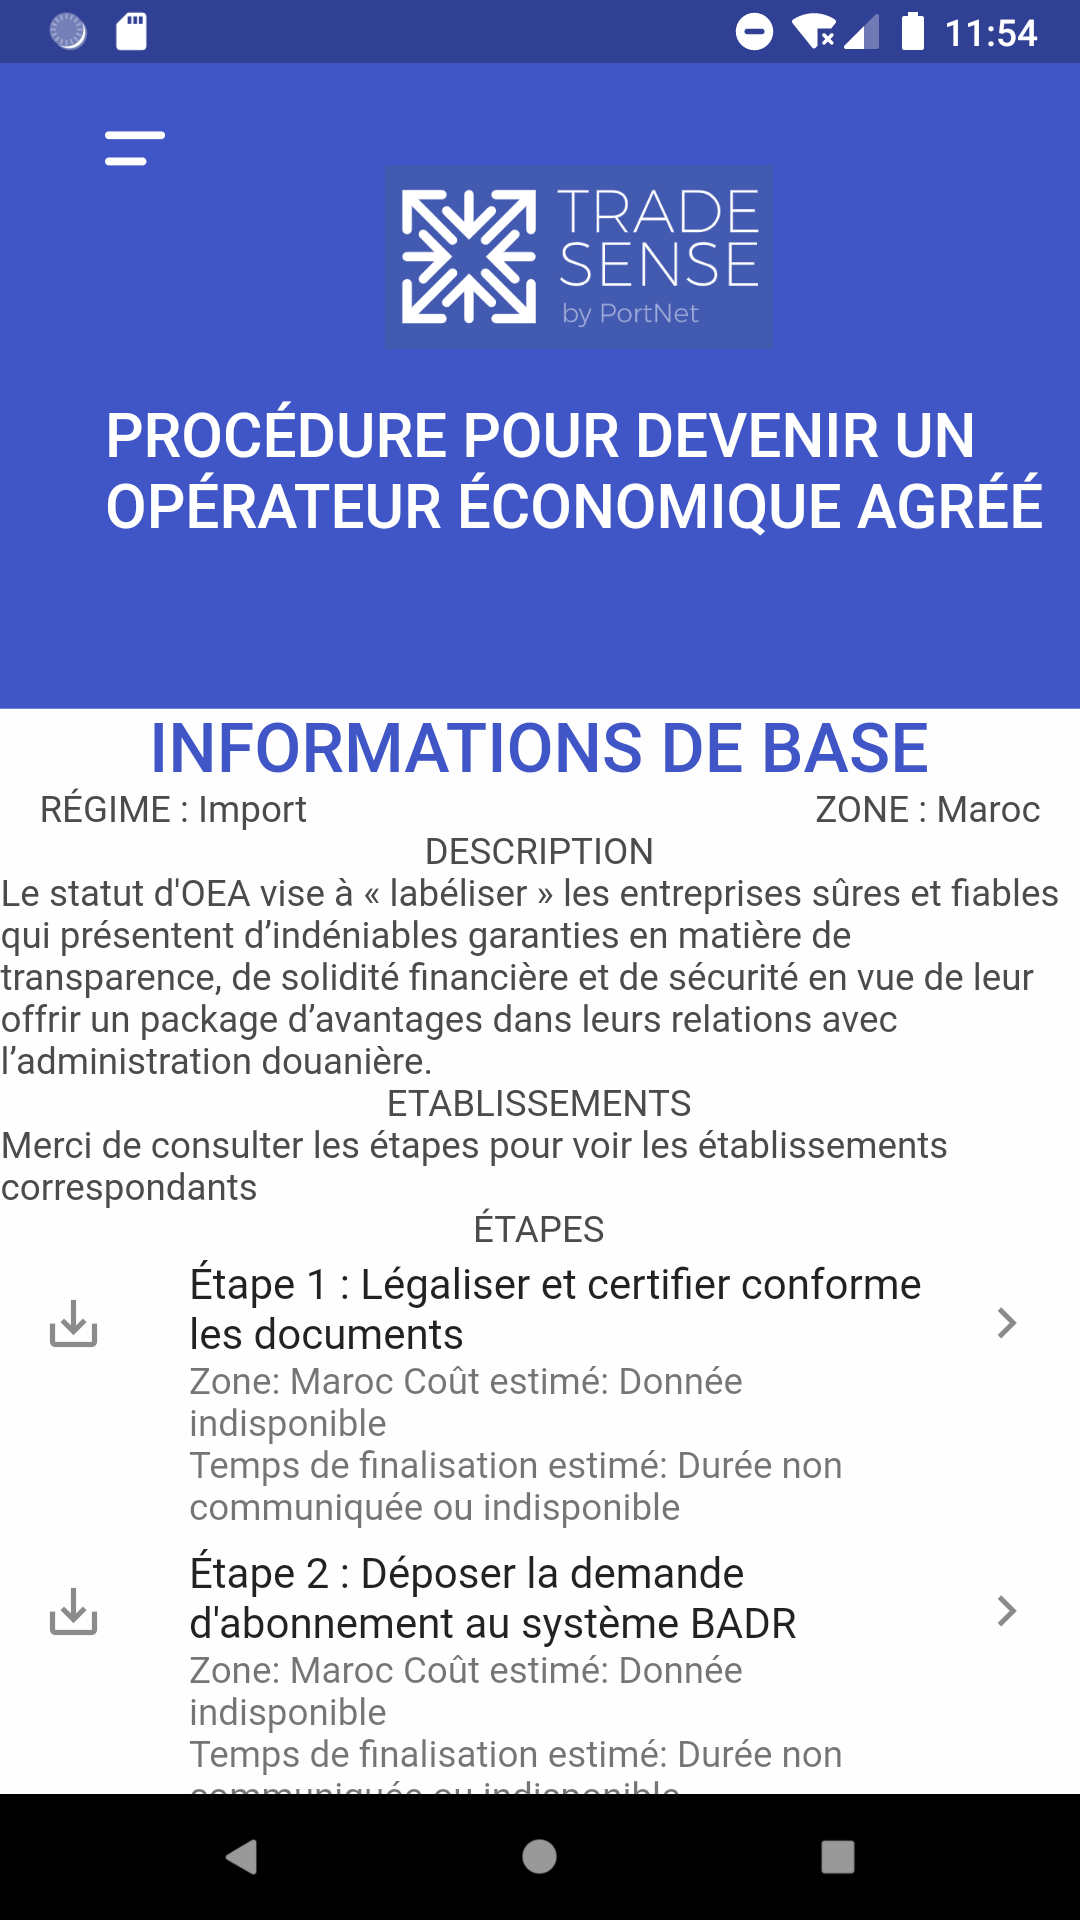 11:54
TRADE
SENSE
by PortNet
PROCÉDURE POUR DEVENIR UN
OPÉRATEUR ÉCONOMIQUE AGRÉÉ
INFORMATIONS DE BASE
RÉGIME : Import ZONE : Maroc
DESCRIPTION
Le statut d'OEA vise à « labéliser » les entreprises sûres et fiables
qui présentent d’indéniables garanties en matière de
transparence, de solidité financière et de sécurité en vue de leur
offrir un package d’avantages dans leurs relations avec
l’administration douanière.
ETABLISSEMENTS
Merci de consulter les étapes pour voir les établissements
correspondants
ÉTAPES
Étape 1 : Légaliser et certifier conforme
les documents
Zone: Maroc Coût estimé: Donnée
indisponible
Temps de finalisation estimé: Durée non
communiquée ou indisponible
Étape 2 : Déposer la demande
d'abonnement au système BADR
Zone: Maroc Coût estimé: Donnée
indisponible
Temps de finalisation estimé: Durée non
communiquée ou indisponible